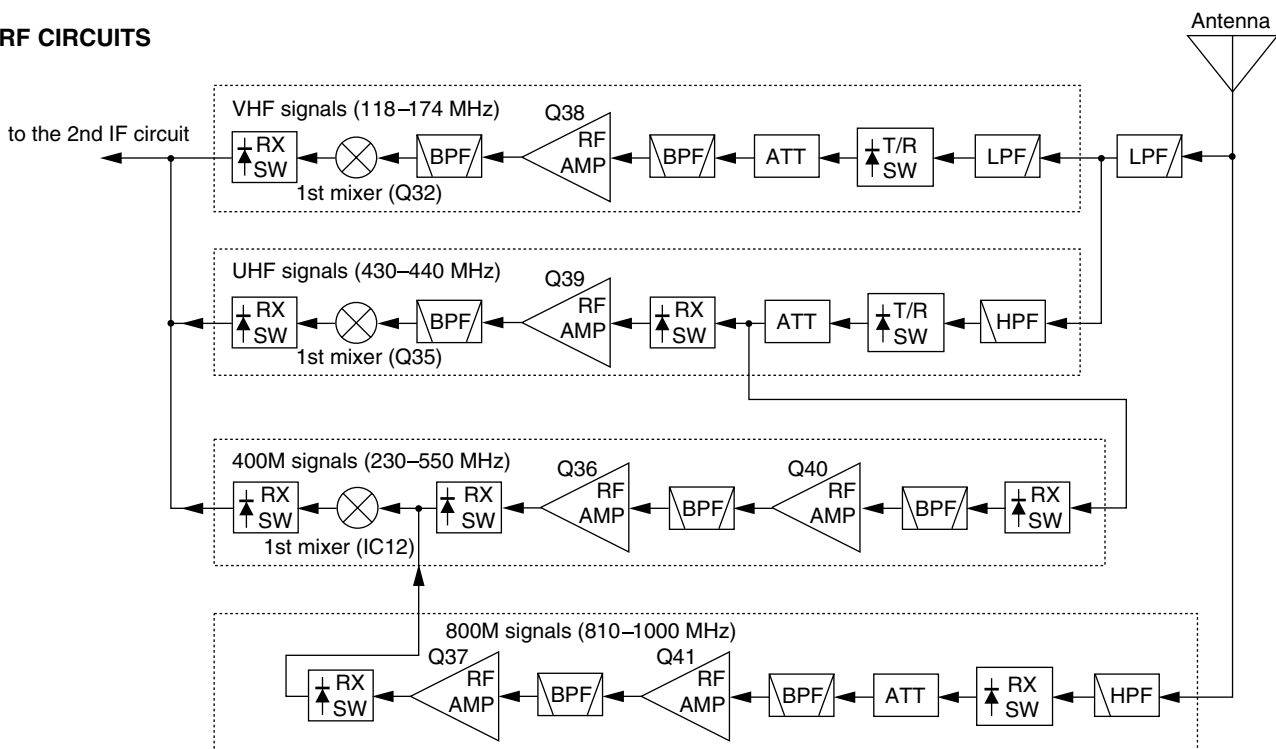 RF CIRCUITS
Antenna
to the 2nd IF circuit
VHF signals (118–174 MHz)
RX SW
1st mixer (Q32)
BPF
Q38
RF AMP
BPF
ATT
T/R SW
LPF
LPF
UHF signals (430–440 MHz)
RX SW
1st mixer (Q35)
BPF
Q39
RF AMP
RX SW
ATT
T/R SW
HPF
400M signals (230–550 MHz)
RX SW
1st mixer (IC12)
RX SW
Q36
RF AMP
BPF
Q40
RF AMP
BPF
RX SW
800M signals (810–1000 MHz)
RX SW
Q37
RF AMP
BPF
Q41
RF AMP
BPF
ATT
RX SW
HPF